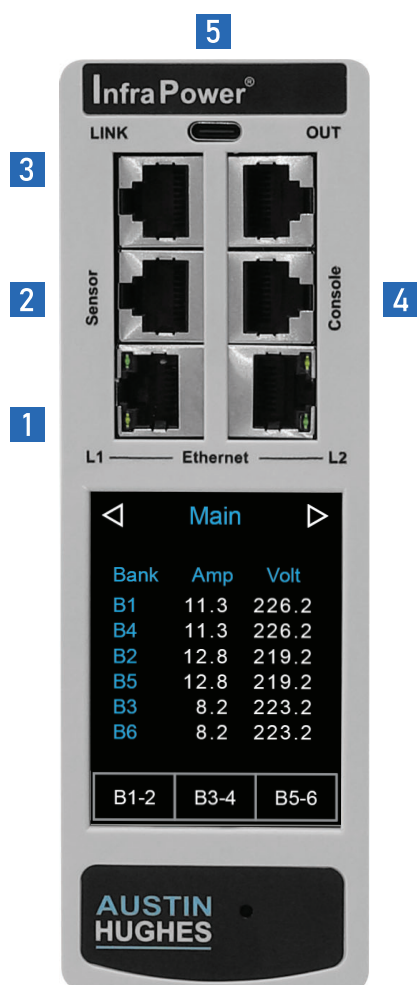 5
InfraPower®
LINK OUT
3
Sensor
2
Console
4
1
L1 Ethernet L2
Main
Bank Amp Volt
B1 11.3 226.2
B4 11.3 226.2
B2 12.8 219.2
B5 12.8 219.2
B3 8.2 223.2
B6 8.2 223.2
B1-2 B3-4 B5-6
AUSTIN
HUGHES